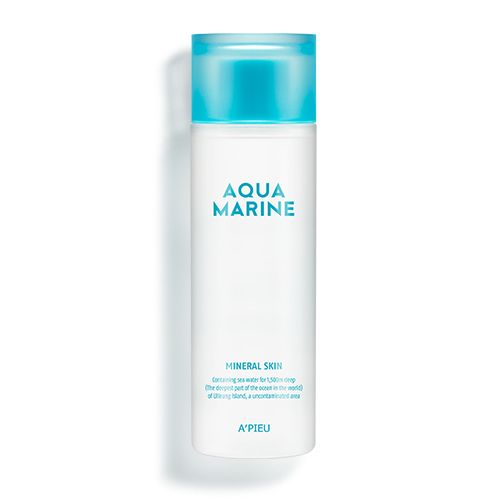 AQUA
MARINE
MINERAL SKIN
Containing sea water for 1,500m deep
(The deepest part of the ocean in the world)
of Ulleung Island, a uncontaminated area
A'PIEU